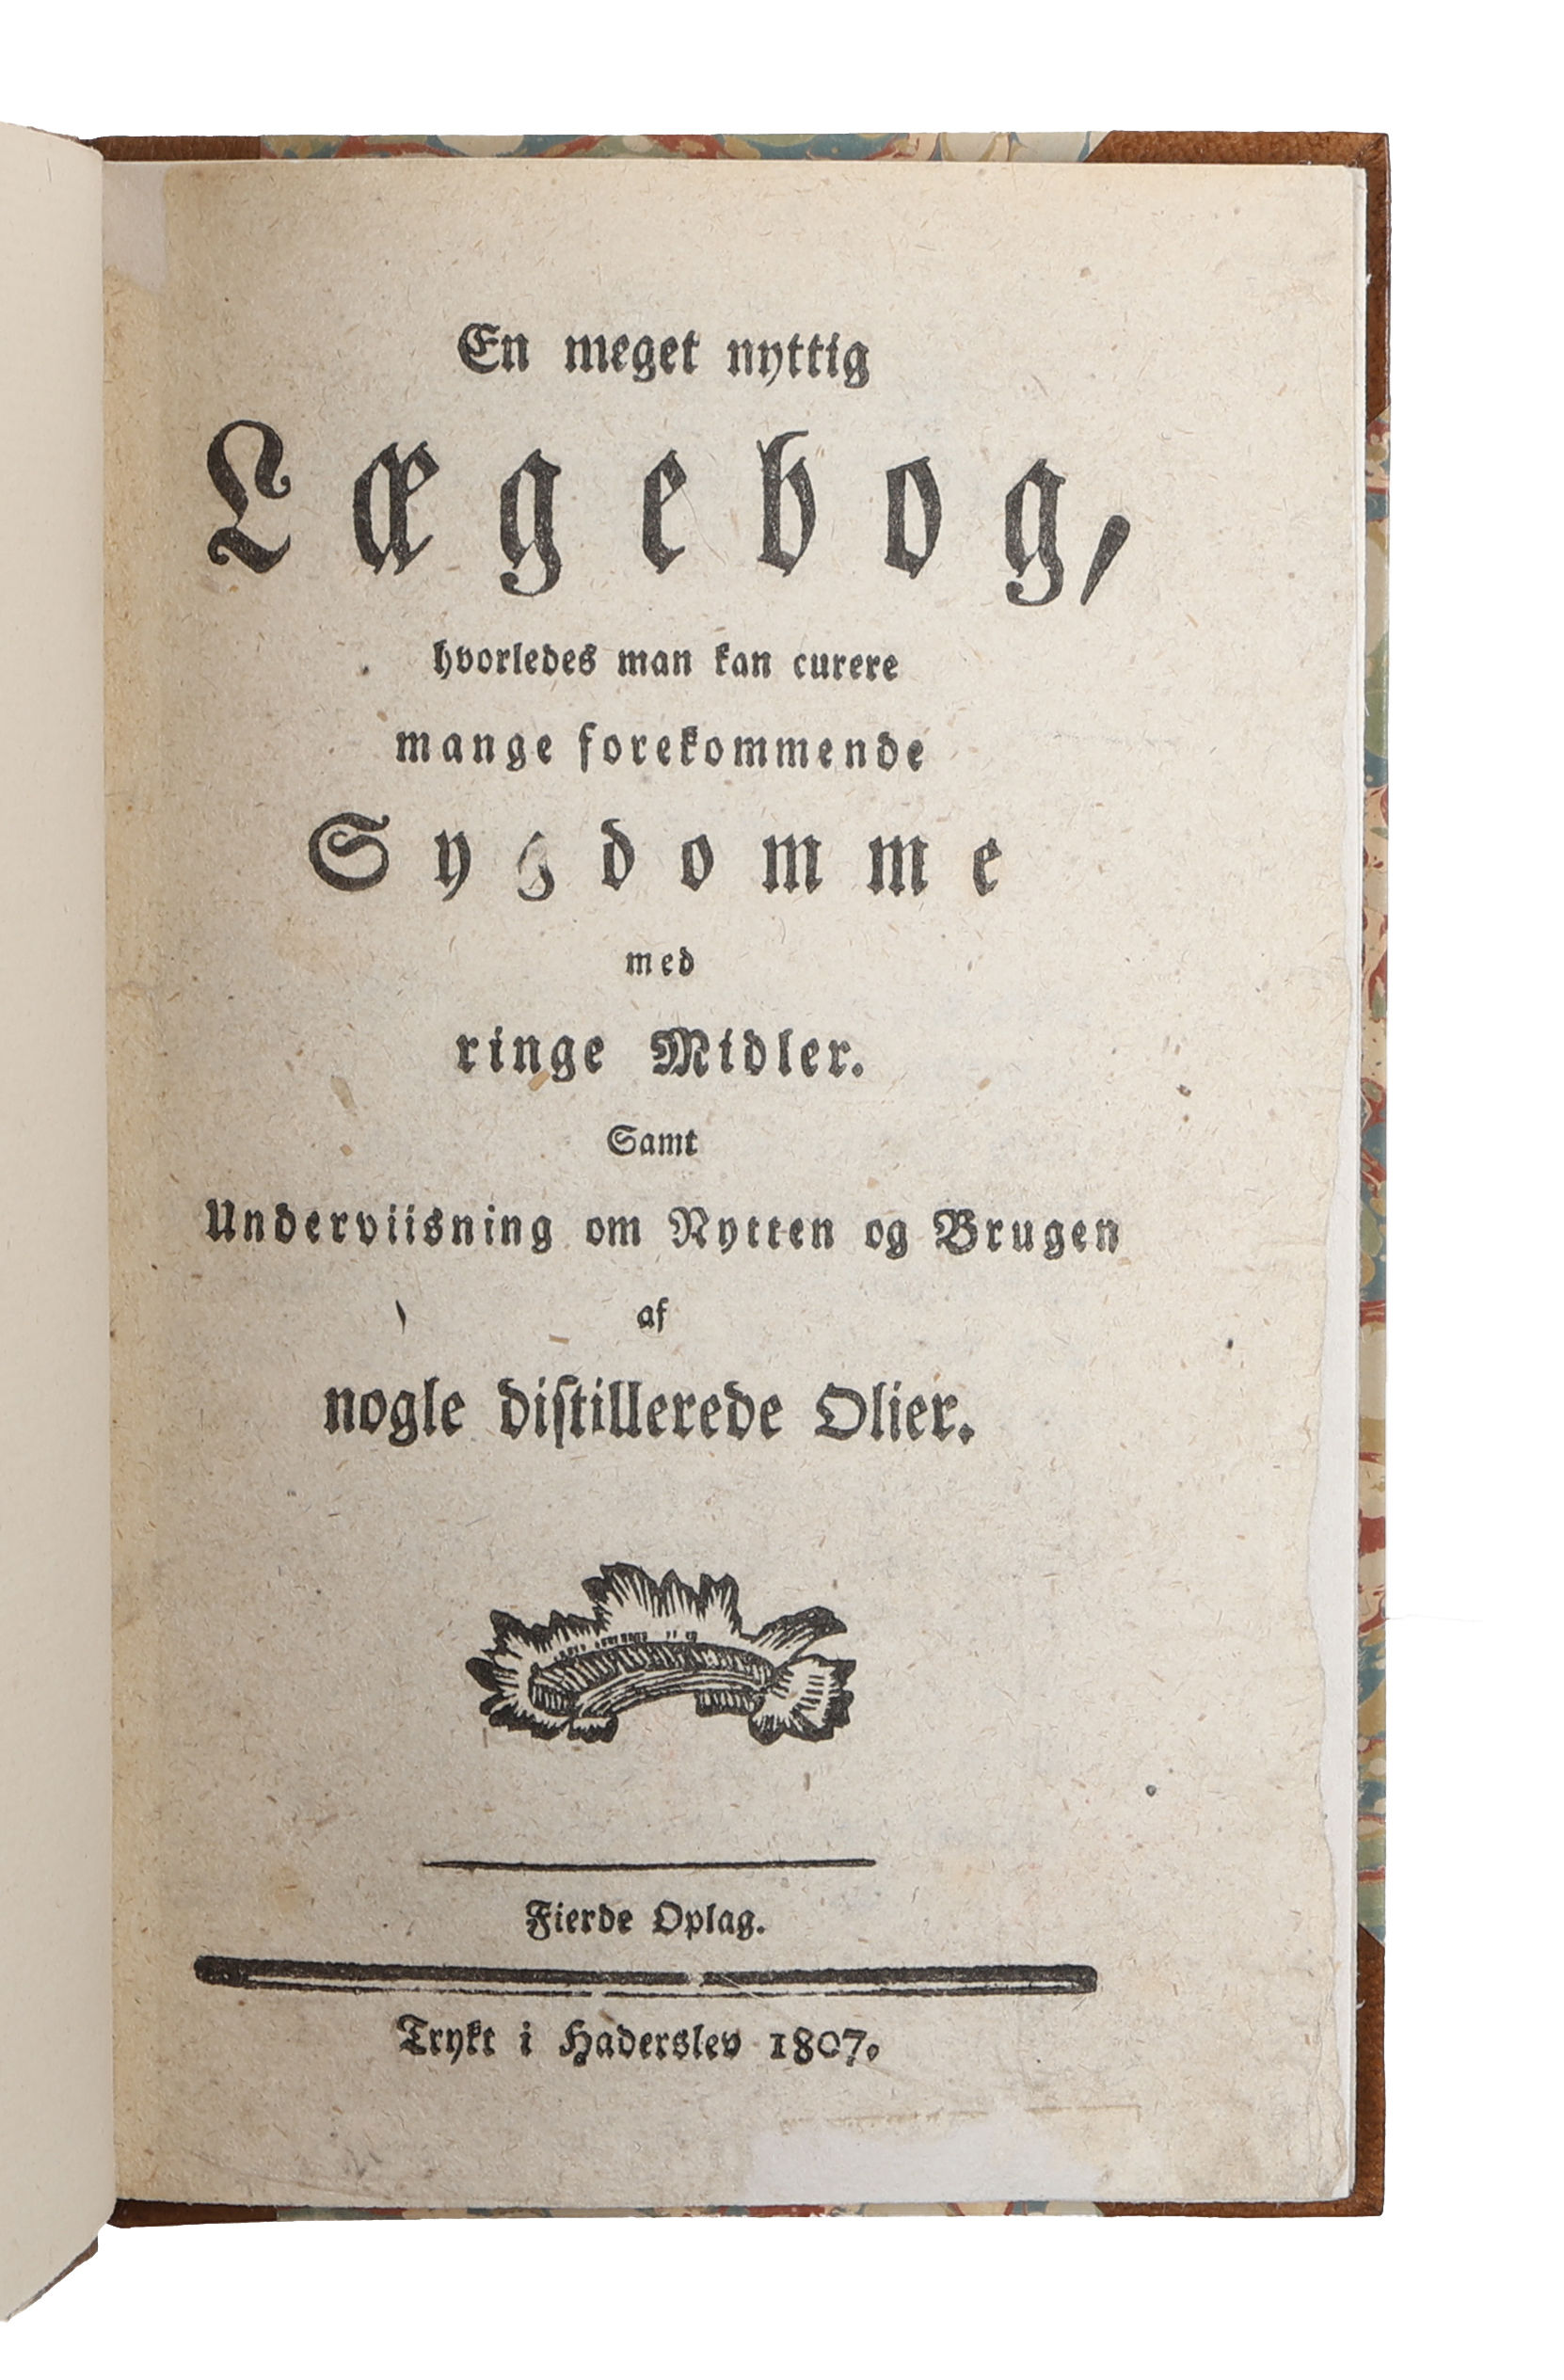 En meget nyttig
Lægebog,
hvorledes man kan curere
mange forekommende
Sygdomme
med
ringe Midler.
Samt
Underviisning om Nytten og Brugen
af
nogle distillerede Olier.
Fierde Oplag.
Trykt i Haderslev 1807.